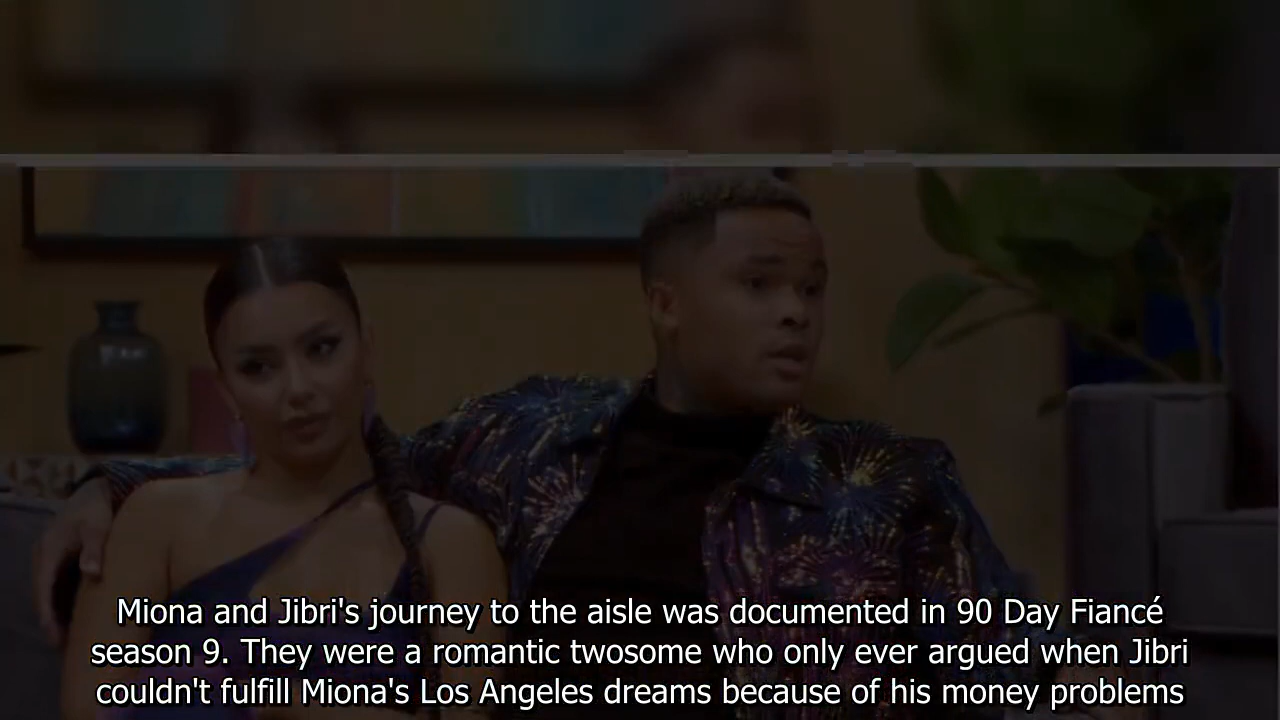 Miona and Jibri's journey to the aisle was documented in 90 Day Fiancé
season 9. They were a romantic twosome who only ever argued when Jibri
couldn't fulfill Miona's Los Angeles dreams because of his money problems